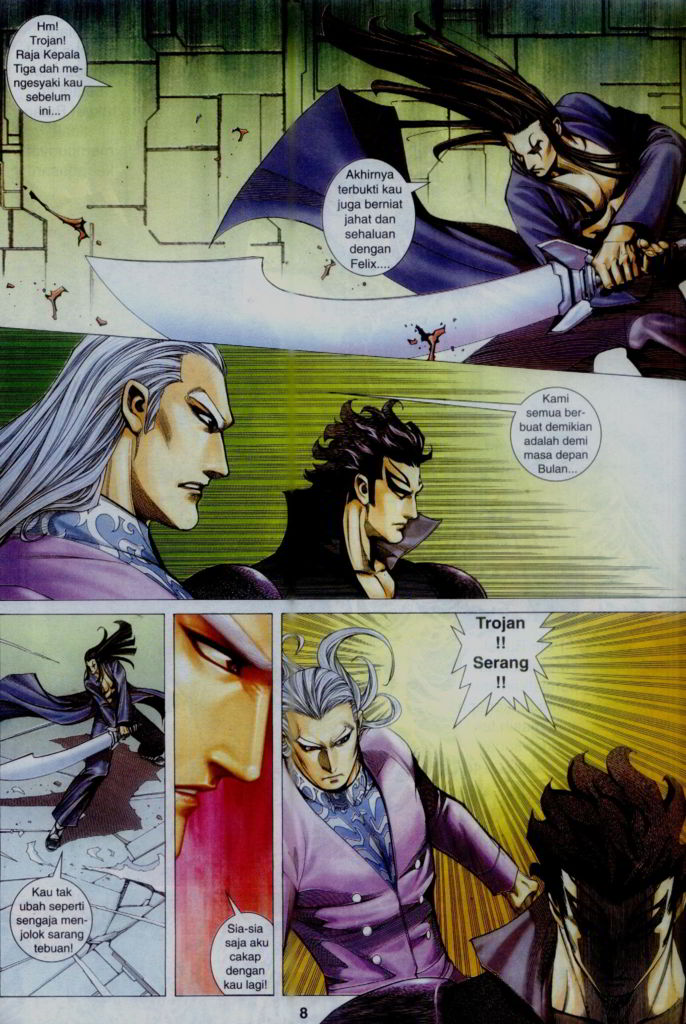 Hm!
Trojan!
Raja Kepala
Tiga dah me-
ngesyaki kau
sebelum
ini...
Akhirnya
terbukti kau
juga berniat
jahat dan
sehaluan
dengan
Felix....
Kami
semua ber-
buat demikian
adalah demi
masa depan
Bulan...
Kau tak
ubah seperti
sengaja men-
jolok sarang
tebuan!
Sia-sia
saja aku
cakap
dengan
kau lagi!
Trojan
!!
Serang
!!
8